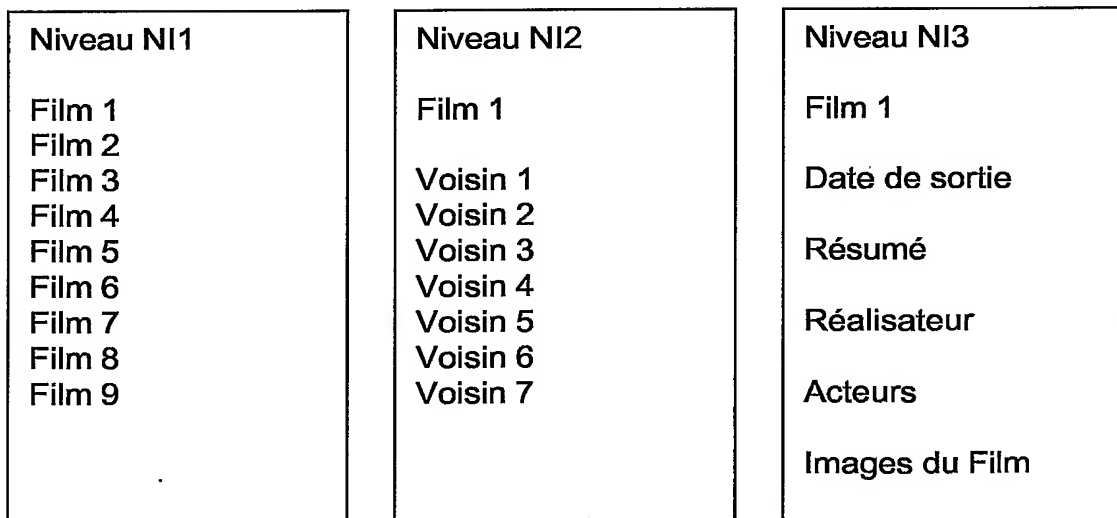 Niveau NI1
Film 1
Film 2
Film 3
Film 4
Film 5
Film 6
Film 7
Film 8
Film 9
Niveau NI2
Film 1
Voisin 1
Voisin 2
Voisin 3
Voisin 4
Voisin 5
Voisin 6
Voisin 7
Niveau NI3
Film 1
Date de sortie
Résumé
Réalisateur
Acteurs
Images du Film